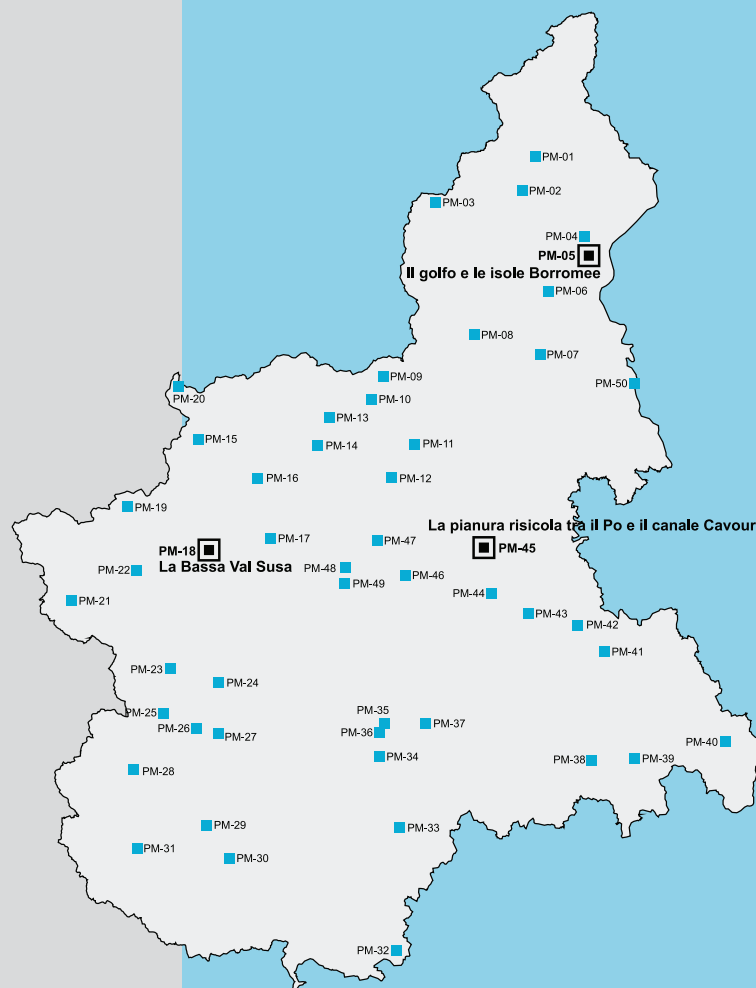 PM-01
PM-02
PM-03
PM-04
PM-05
Il golfo e le isole Borromee
PM-06
PM-08
PM-07
PM-09
PM-50
PM-20
PM-10
PM-13
PM-15
PM-14
PM-11
PM-16
PM-12
PM-19
La pianura risicola tra il Po e il canale Cavour
PM-17
PM-47
PM-18
PM-45
La Bassa Val Susa
PM-48
PM-22
PM-46
PM-49
PM-44
PM-21
PM-43
PM-42
PM-41
PM-23
PM-24
PM-25
PM-35
PM-37
PM-26
PM-27
PM-36
PM-40
PM-34
PM-38
PM-39
PM-28
PM-29
PM-33
PM-31
PM-30
PM-32